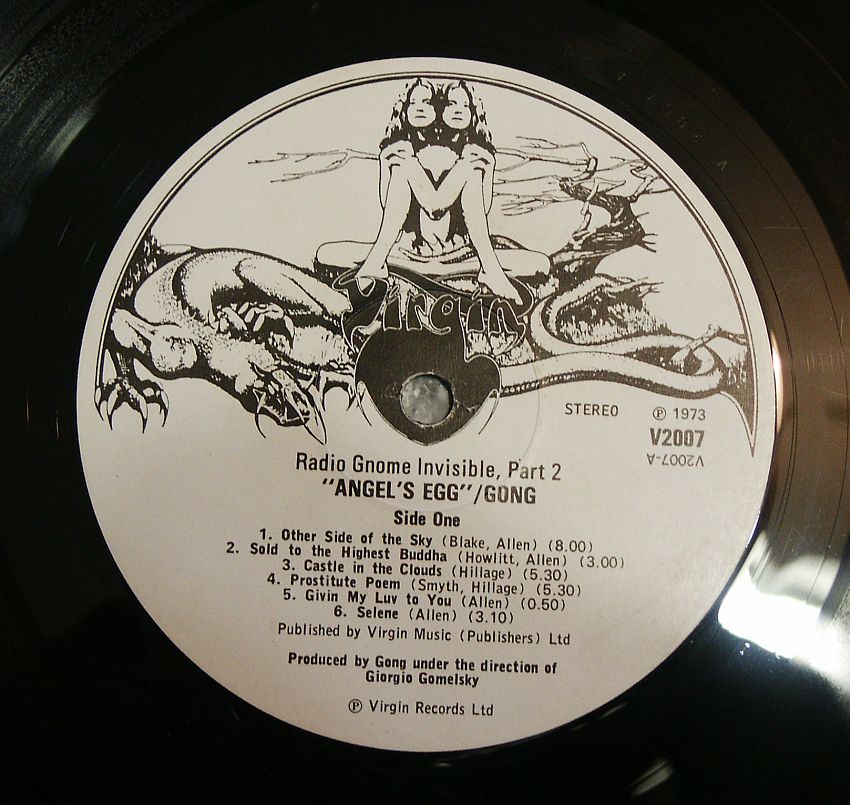 Virgin
STEREO ℗ 1973
V2007
V2007-A
Radio Gnome Invisible, Part 2
"ANGEL'S EGG"/GONG
Side One
1. Other Side of the Sky (Blake, Allen) (8.00)
2. Sold to the Highest Buddha (Howlitt, Allen) (3.00)
3. Castle in the Clouds (Hillage) (5.30)
4. Prostitute Poem (Smyth, Hillage) (5.30)
5. Givin My Luv to You (Allen) (0.50)
6. Selene (Allen) (3.10)
Published by Virgin Music (Publishers) Ltd
Produced by Gong under the direction of
Giorgio Gomelsky
℗ Virgin Records Ltd